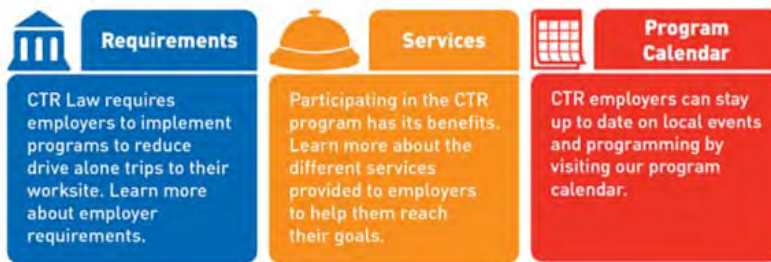 Requirements
CTR Law requires
employers to implement
programs to reduce
drive alone trips to their
worksite. Learn more
about employer
requirements.
Services
Participating in the CTR
program has its benefits.
Learn more about the
different services
provided to employers
to help them reach
their goals.
Program
Calendar
CTR employers can stay
up to date on local events
and programming by
visiting our program
calendar.